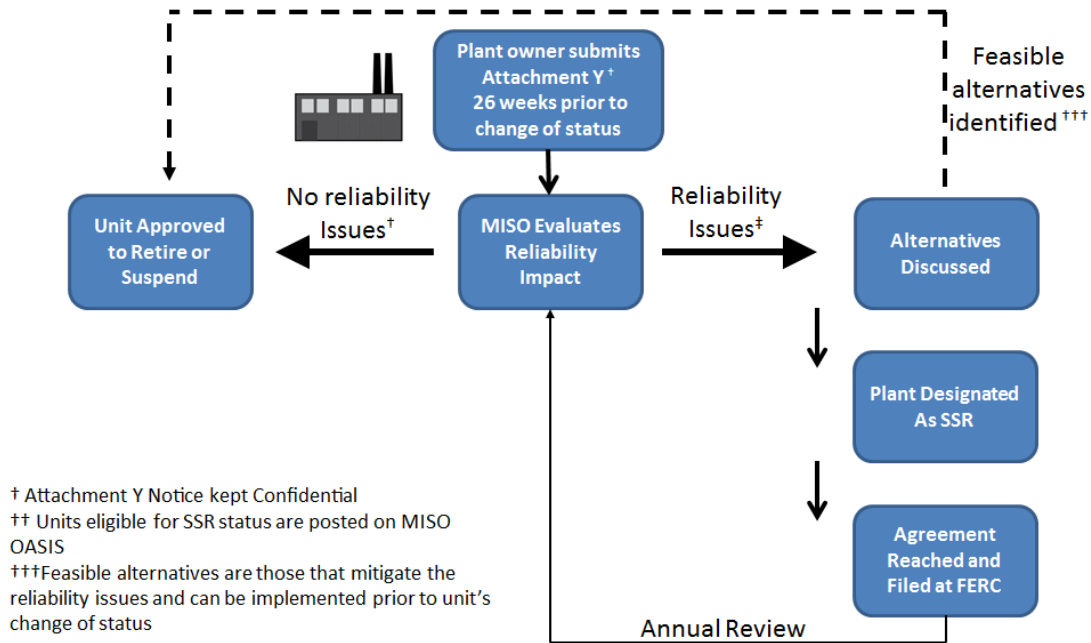 Plant owner submits
Attachment Y †
26 weeks prior to
change of status
Feasible
alternatives
identified †††
No reliability
Issues†
Reliability
Issues‡
Unit Approved
to Retire or
Suspend
MISO Evaluates
Reliability
Impact
Alternatives
Discussed
Plant Designated
As SSR
Agreement
Reached and
Filed at FERC
Annual Review
† Attachment Y Notice kept Confidential
†† Units eligible for SSR status are posted on MISO
OASIS
†††Feasible alternatives are those that mitigate the
reliability issues and can be implemented prior to unit's
change of status